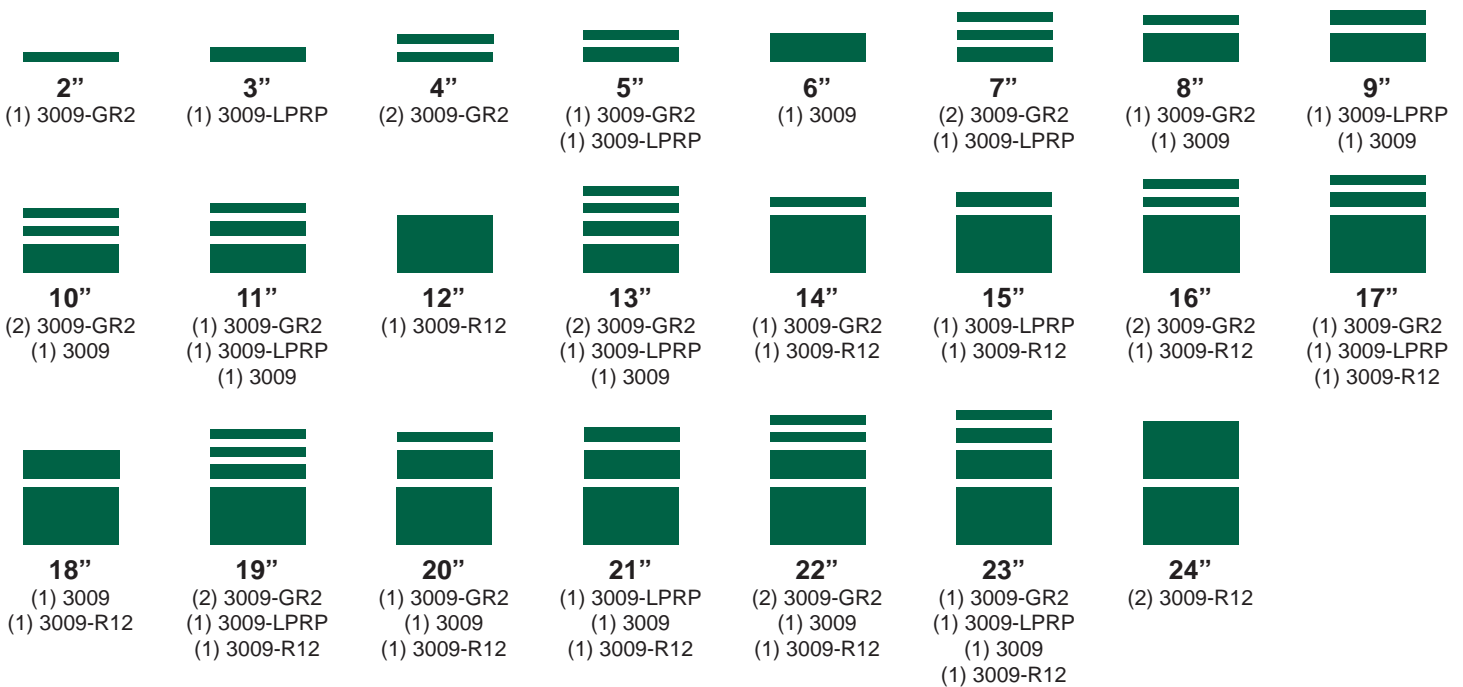 2”
(1) 3009-GR2
3”
(1) 3009-LPRP
4”
(2) 3009-GR2
5”
(1) 3009-GR2
(1) 3009-LPRP
6”
(1) 3009
7”
(2) 3009-GR2
(1) 3009-LPRP
8”
(1) 3009-GR2
(1) 3009
9”
(1) 3009-LPRP
(1) 3009
10”
(2) 3009-GR2
(1) 3009
11”
(1) 3009-GR2
(1) 3009-LPRP
(1) 3009
12”
(1) 3009-R12
13”
(2) 3009-GR2
(1) 3009-LPRP
(1) 3009
14”
(1) 3009-GR2
(1) 3009-R12
15”
(1) 3009-LPRP
(1) 3009-R12
16”
(2) 3009-GR2
(1) 3009-R12
17”
(1) 3009-GR2
(1) 3009-LPRP
(1) 3009-R12
18”
(1) 3009
(1) 3009-R12
19”
(2) 3009-GR2
(1) 3009-LPRP
(1) 3009-R12
20”
(1) 3009-GR2
(1) 3009
(1) 3009-R12
21”
(1) 3009-LPRP
(1) 3009
(1) 3009-R12
22”
(2) 3009-GR2
(1) 3009
(1) 3009-R12
23”
(1) 3009-GR2
(1) 3009-LPRP
(1) 3009
(1) 3009-R12
24”
(2) 3009-R12